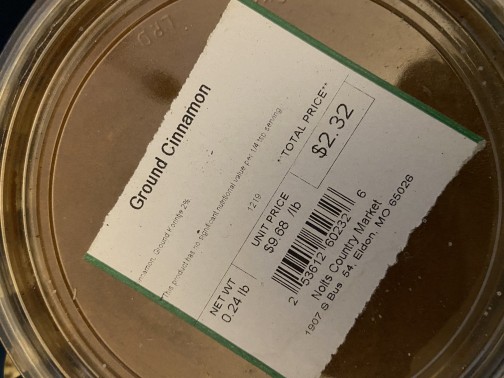 Ground Cinnamon
Ground Korintje 2%
This product has no significant nutritional value per 1/4 tsp serving.
1219
NET WT
0.24 lb
UNIT PRICE
$9.68 /lb
**TOTAL PRICE**
$2.32
2 53612 60232 6
Nolts Country Market
1907 S Bus 54, Eldon, MO 65026